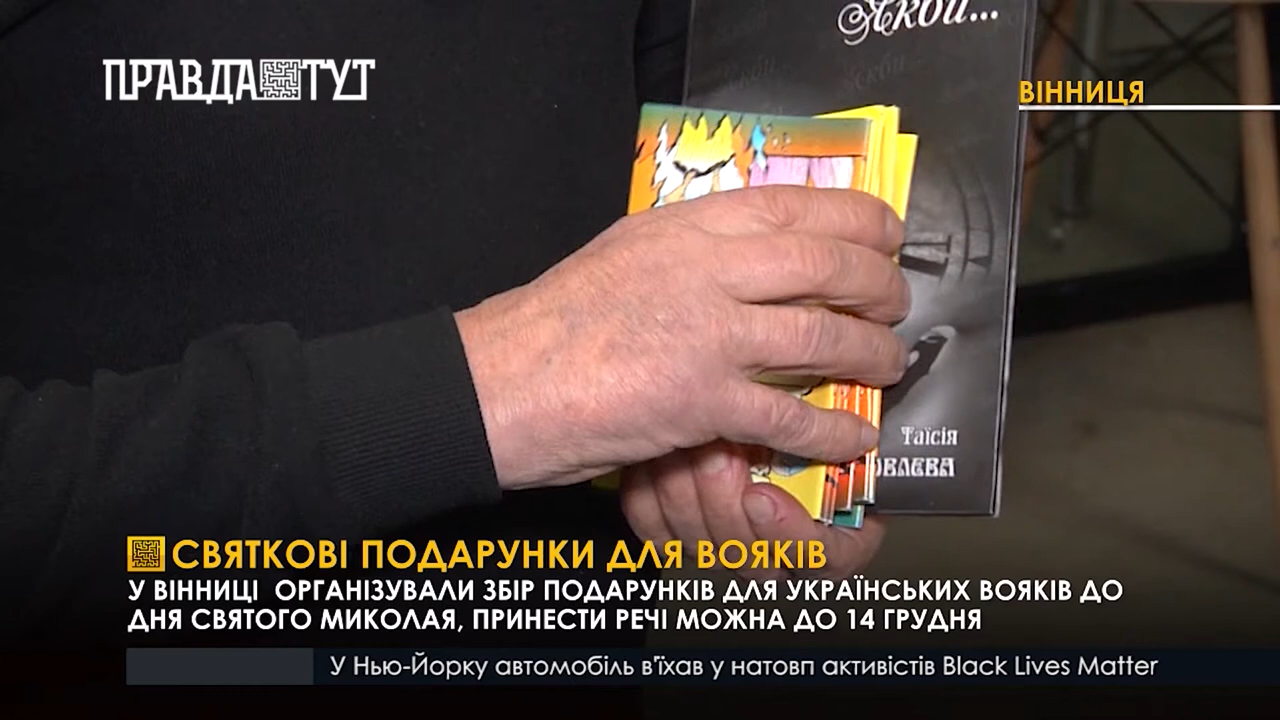 Якби...
ПРАВДА ТУТ
ВІННИЦЯ
Таїсія
СВЯТКОВІ ПОДАРУНКИ ДЛЯ ВОЯКІВ
У ВІННИЦІ ОРГАНІЗУВАЛИ ЗБІР ПОДАРУНКІВ ДЛЯ УКРАЇНСЬКИХ ВОЯКІВ ДО
ДНЯ СВЯТОГО МИКОЛАЯ, ПРИНЕСТИ РЕЧІ МОЖНА ДО 14 ГРУДНЯ
У Нью-Йорку автомобіль в'їхав у натовп активістів Black Lives Matter